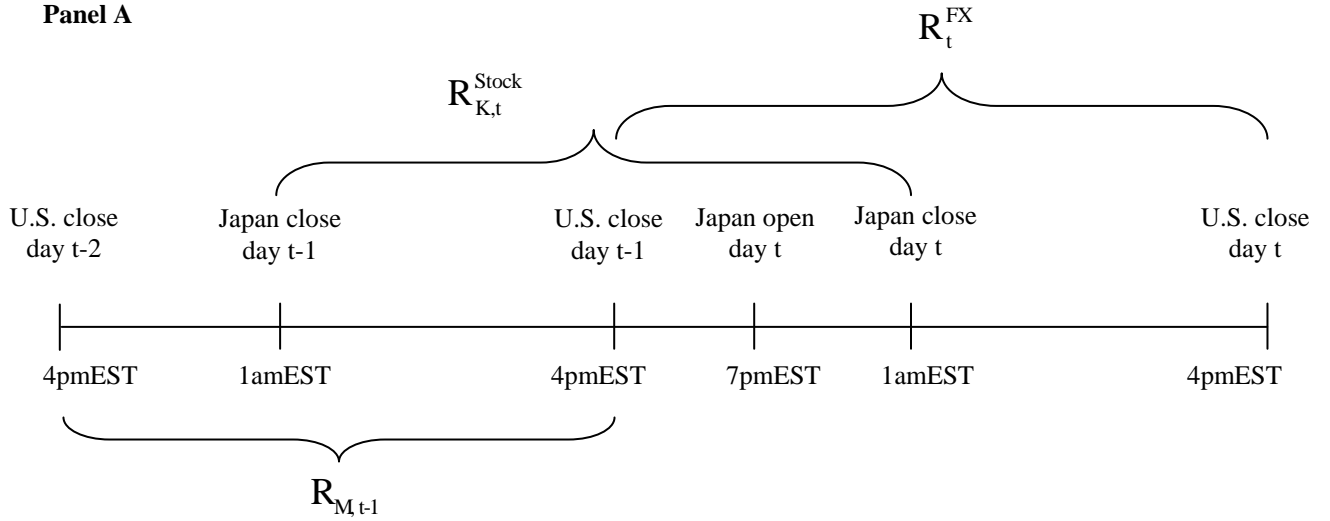 Panel A
R_t^FX
R_K,t^Stock
U.S. close day t-2
Japan close day t-1
U.S. close day t-1
Japan open day t
Japan close day t
U.S. close day t
4pmEST 1amEST 4pmEST 7pmEST 1amEST 4pmEST
R_M,t-1